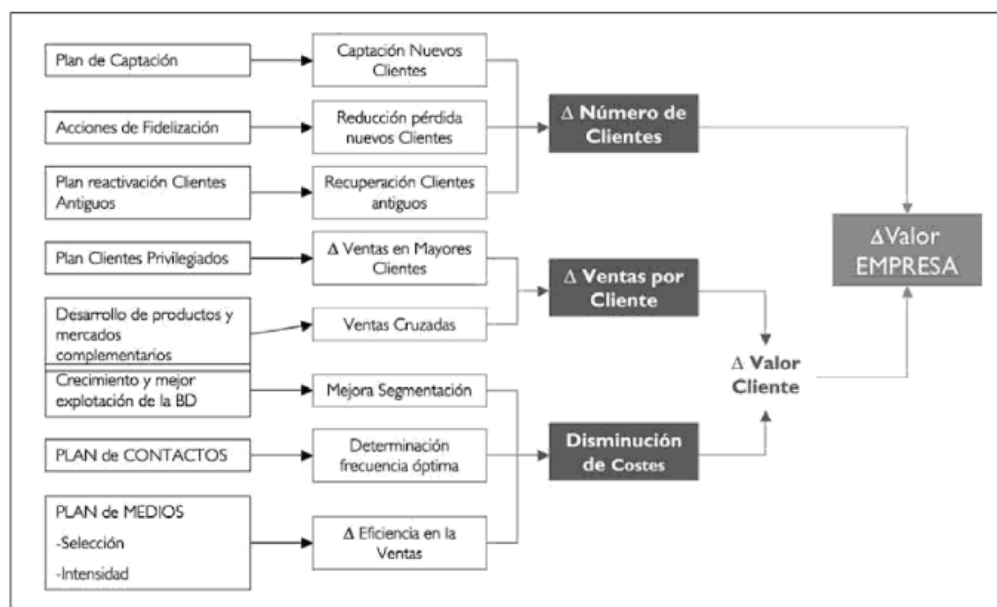 Plan de Captación
Captación Nuevos
Clientes
Acciones de Fidelización
Reducción pérdida
nuevos Clientes
Δ Número de
Clientes
Plan reactivación Clientes
Antiguos
Recuperación Clientes
antiguos
Plan Clientes Privilegiados
Δ Ventas en Mayores
Clientes
Δ Ventas por
Cliente
ΔValor
EMPRESA
Desarrollo de productos y
mercados
complementarios
Ventas Cruzadas
Δ Valor
Cliente
Crecimiento y mejor
explotación de la BD
Mejora Segmentación
PLAN de CONTACTOS
Determinación
frecuencia óptima
Disminución
de Costes
PLAN de MEDIOS
-Selección
-Intensidad
Δ Eficiencia en la
Ventas